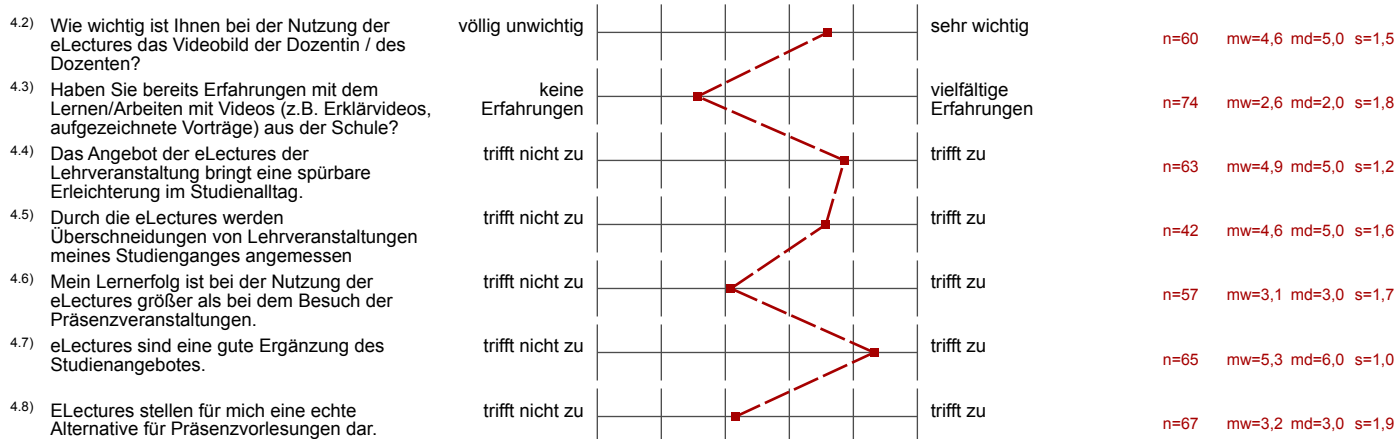 4.2) Wie wichtig ist Ihnen bei der Nutzung der
eLectures das Videobild der Dozentin / des
Dozenten?
völlig unwichtig
sehr wichtig
n=60 mw=4,6 md=5,0 s=1,5
4.3) Haben Sie bereits Erfahrungen mit dem
Lernen/Arbeiten mit Videos (z.B. Erklärvideos,
aufgezeichnete Vorträge) aus der Schule?
keine
Erfahrungen
vielfältige
Erfahrungen
n=74 mw=2,6 md=2,0 s=1,8
4.4) Das Angebot der eLectures der
Lehrveranstaltung bringt eine spürbare
Erleichterung im Studienalltag.
trifft nicht zu
trifft zu
n=63 mw=4,9 md=5,0 s=1,2
4.5) Durch die eLectures werden
Überschneidungen von Lehrveranstaltungen
meines Studienganges angemessen
trifft nicht zu
trifft zu
n=42 mw=4,6 md=5,0 s=1,6
4.6) Mein Lernerfolg ist bei der Nutzung der
eLectures größer als bei dem Besuch der
Präsenzveranstaltungen.
trifft nicht zu
trifft zu
n=57 mw=3,1 md=3,0 s=1,7
4.7) eLectures sind eine gute Ergänzung des
Studienangebotes.
trifft nicht zu
trifft zu
n=65 mw=5,3 md=6,0 s=1,0
4.8) ELectures stellen für mich eine echte
Alternative für Präsenzvorlesungen dar.
trifft nicht zu
trifft zu
n=67 mw=3,2 md=3,0 s=1,9